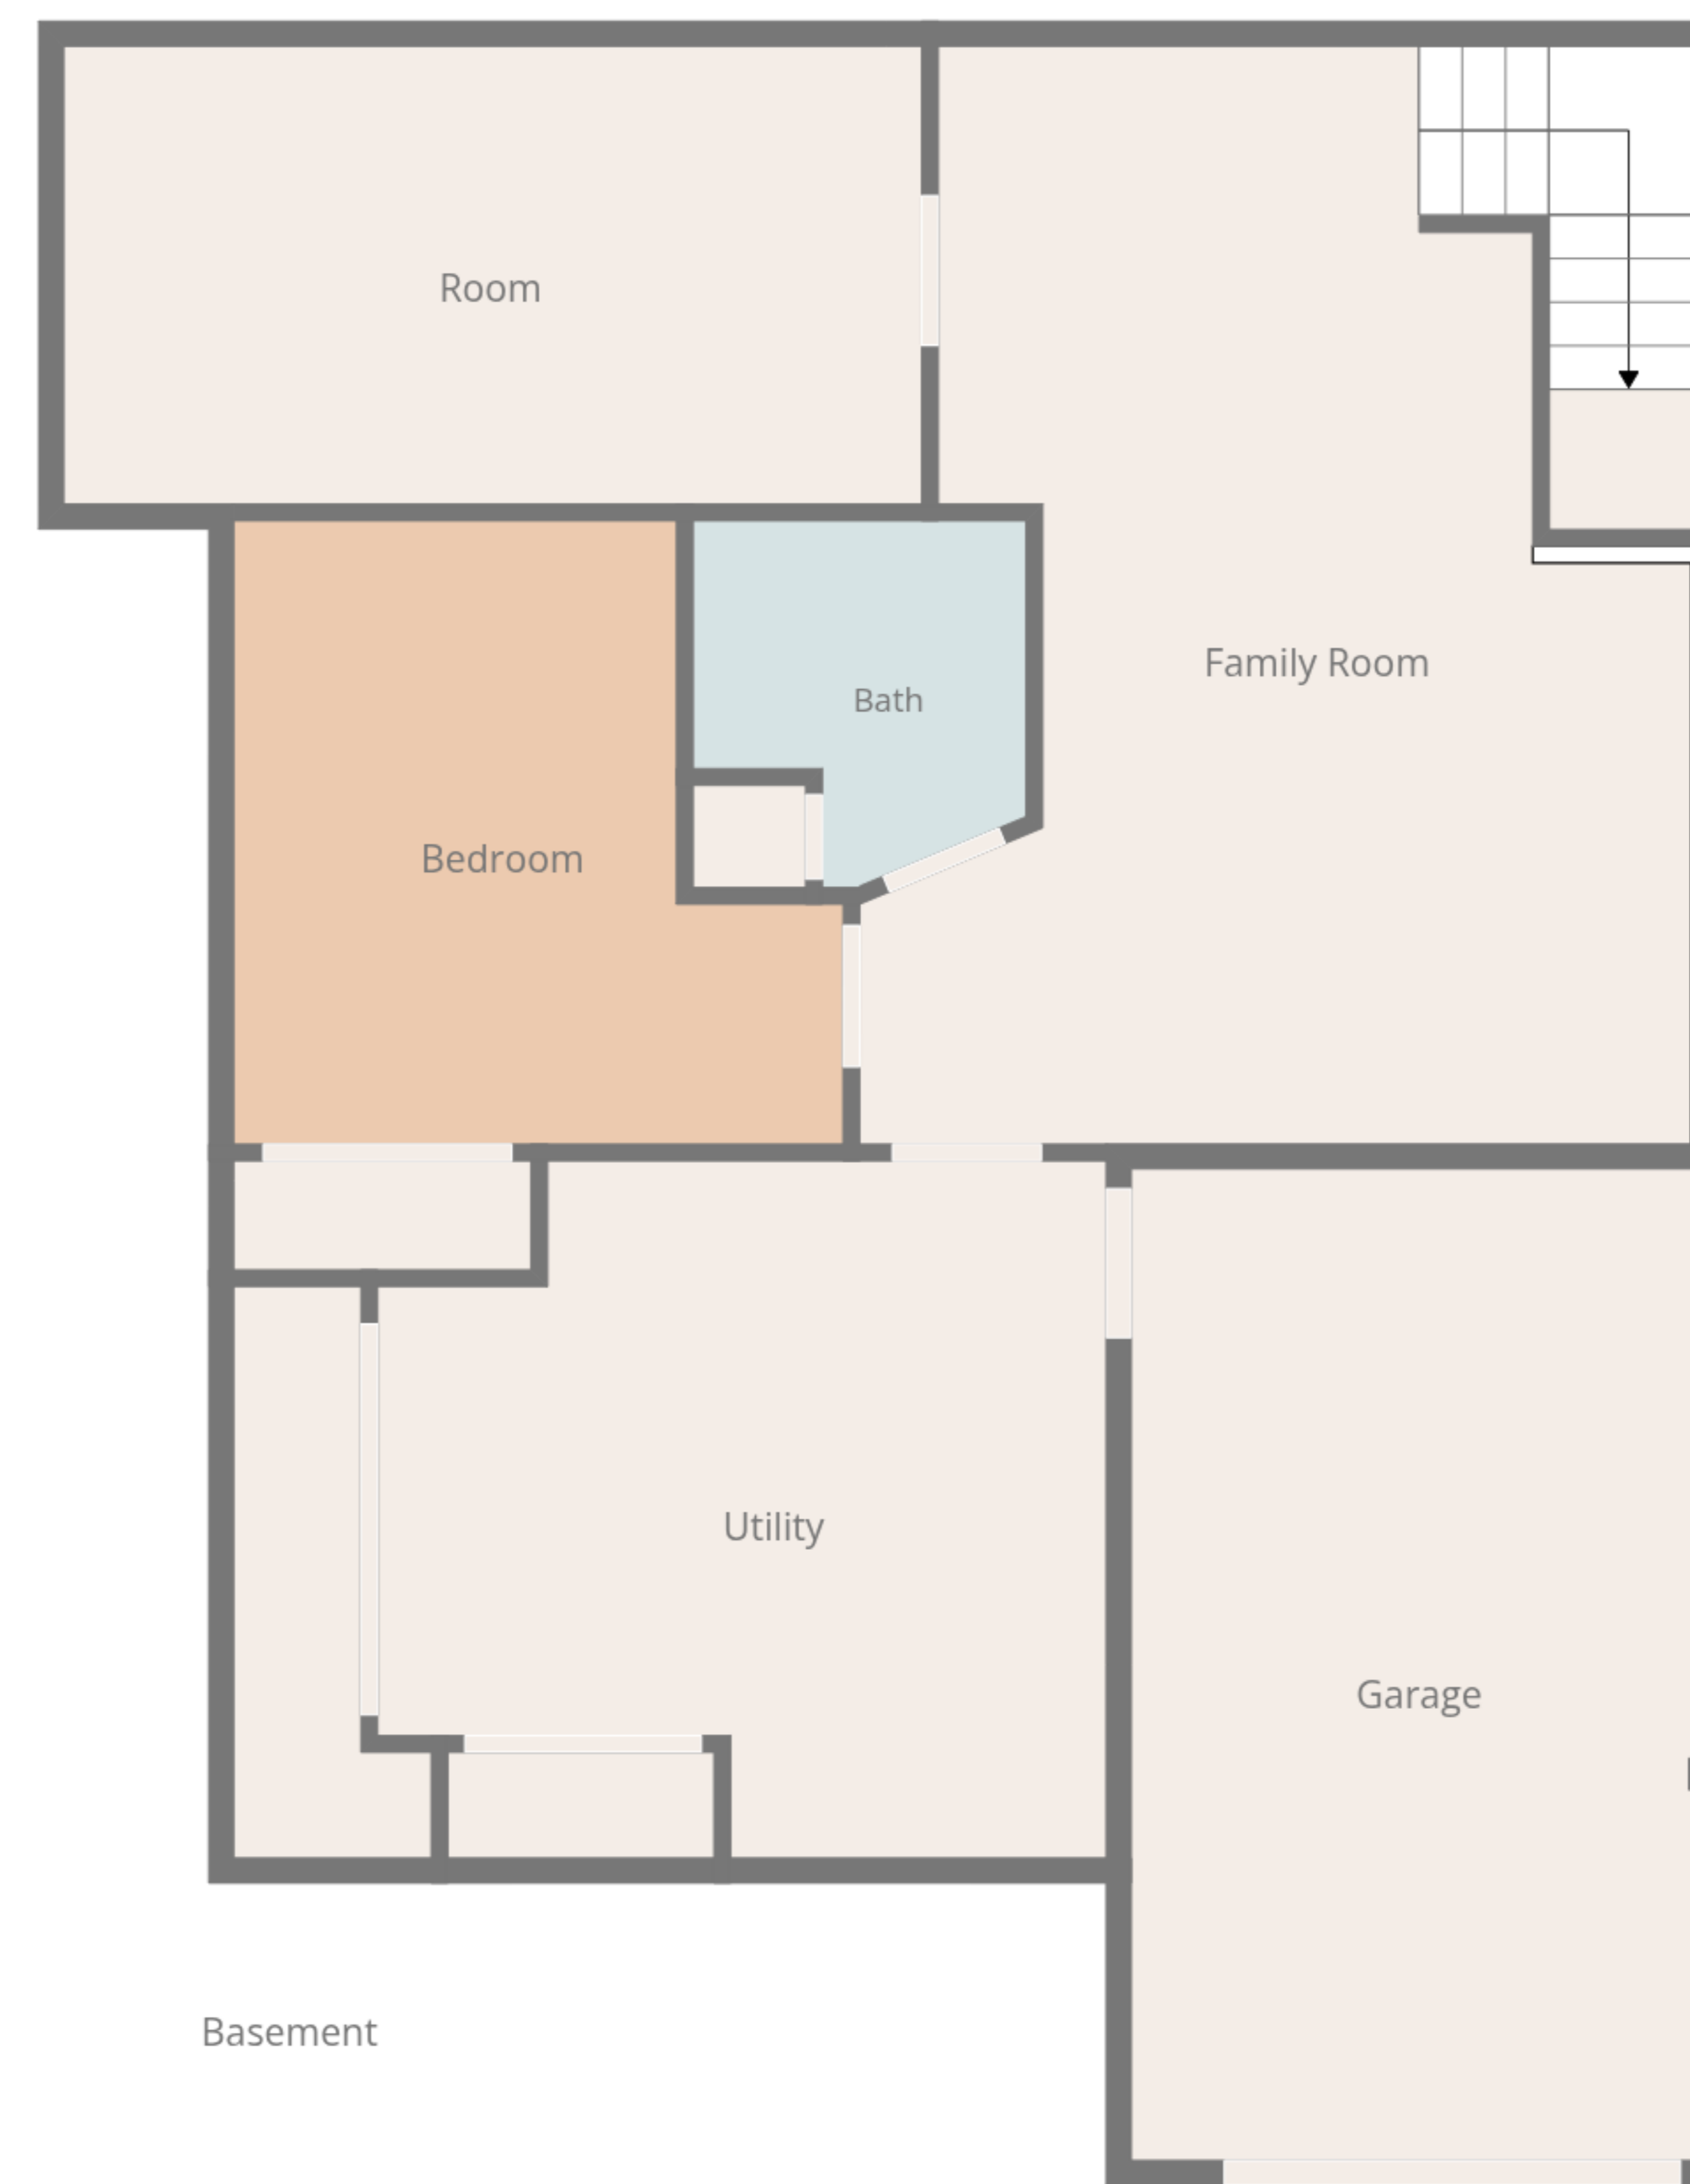 Room
Family Room
Bath
Bedroom
Utility
Garage
Basement